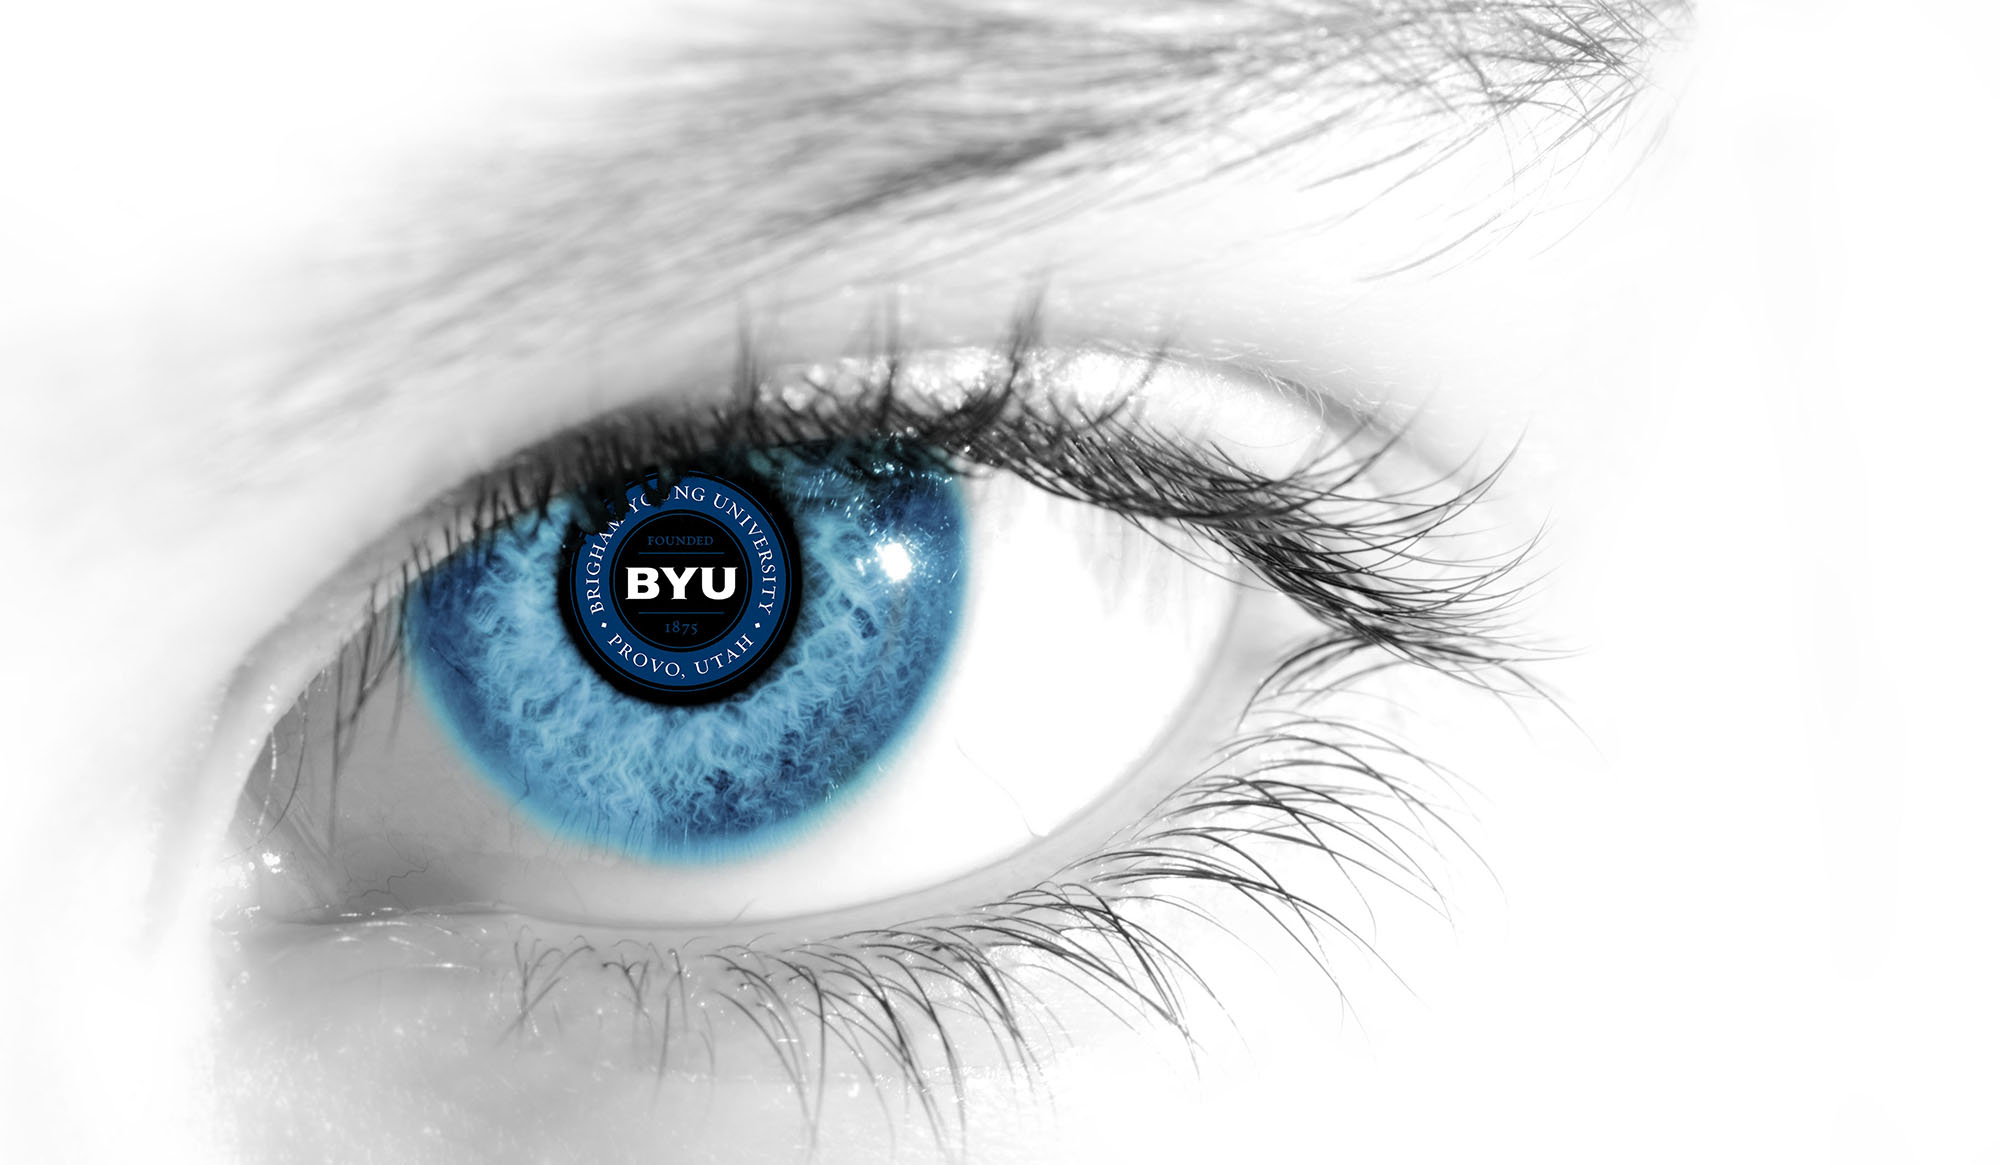 BRIGHAM YOUNG UNIVERSITY
FOUNDED
BYU
1875
• PROVO, UTAH •